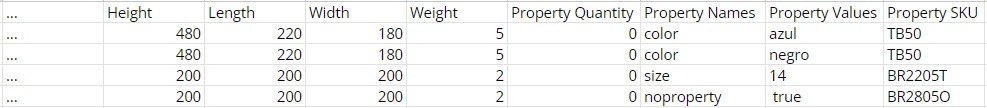 ... Height Length Width Weight Property Quantity Property Names Property Values Property SKU
... 480 220 180 5 0 color azul TB50
... 480 220 180 5 0 color negro TB50
... 200 200 200 2 0 size 14 BR2205T
... 200 200 200 2 0 noproperty true BR2805O